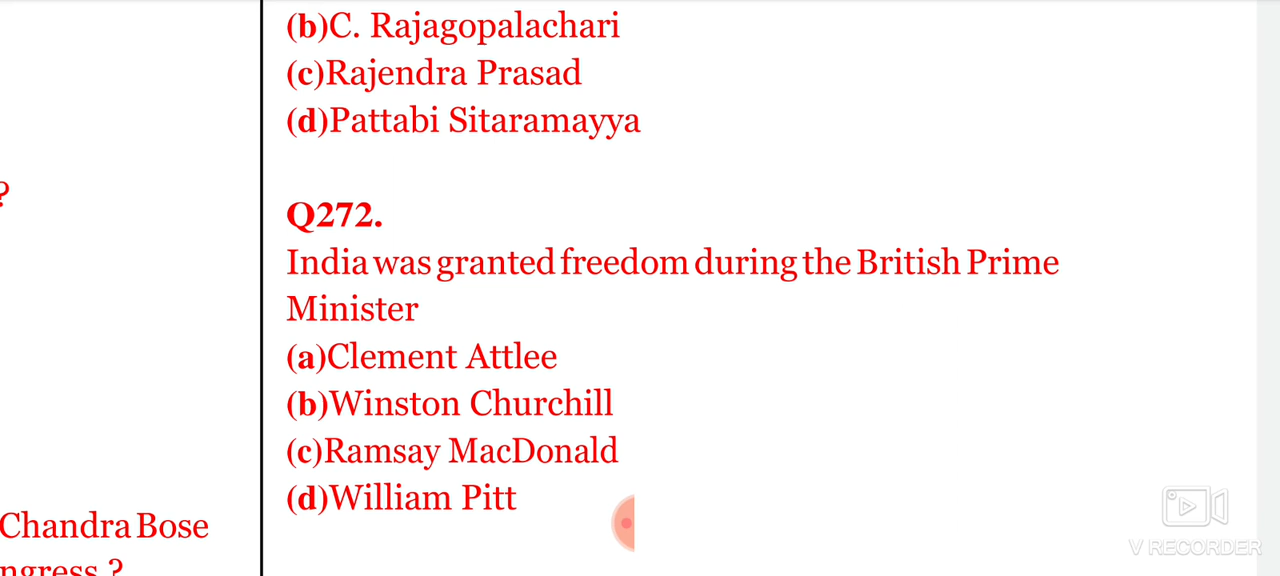 ?
Chandra Bose
ngress ?
(b)C. Rajagopalachari
(c)Rajendra Prasad
(d)Pattabi Sitaramayya
Q272.
India was granted freedom during the British Prime
Minister
(a)Clement Attlee
(b)Winston Churchill
(c)Ramsay MacDonald
(d)William Pitt
V RECORDER